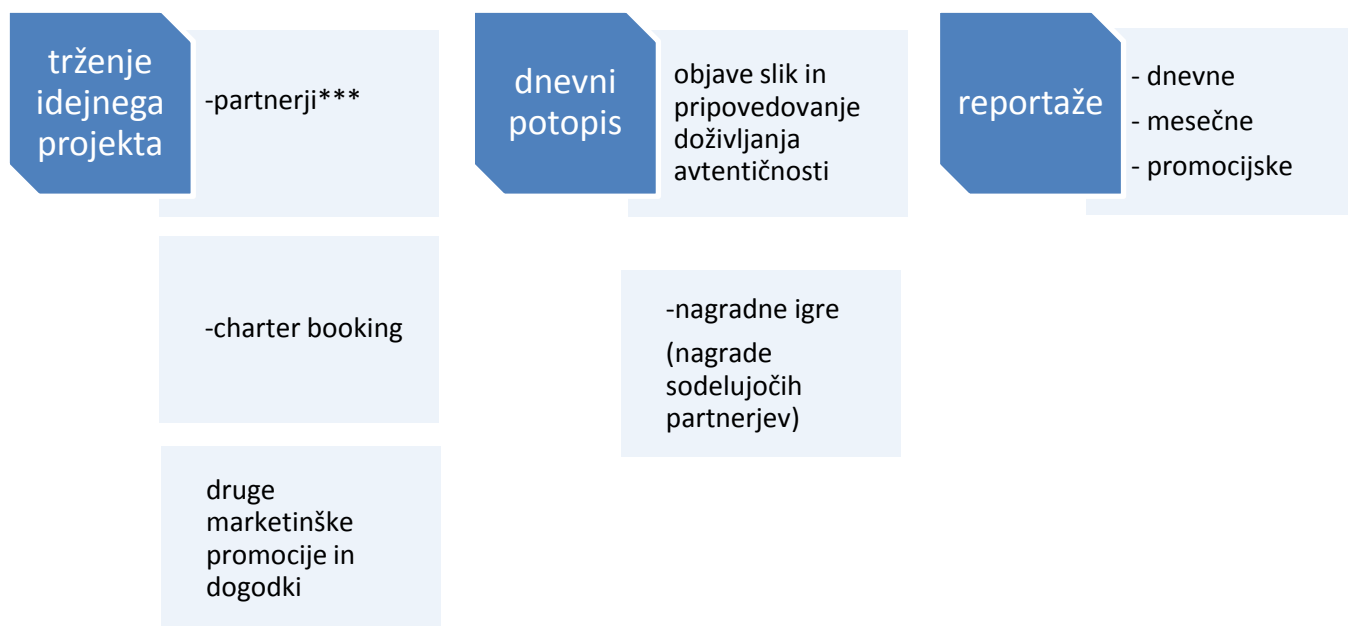 trženje
idejnega
projekta
-partnerji***
-charter booking
druge
marketinške
promocije in
dogodki
dnevni
potopis
objave slik in
pripovedovanje
doživljanja
avtentičnosti
-nagradne igre
(nagrade
sodelujočih
partnerjev)
reportaže
- dnevne
- mesečne
- promocijske